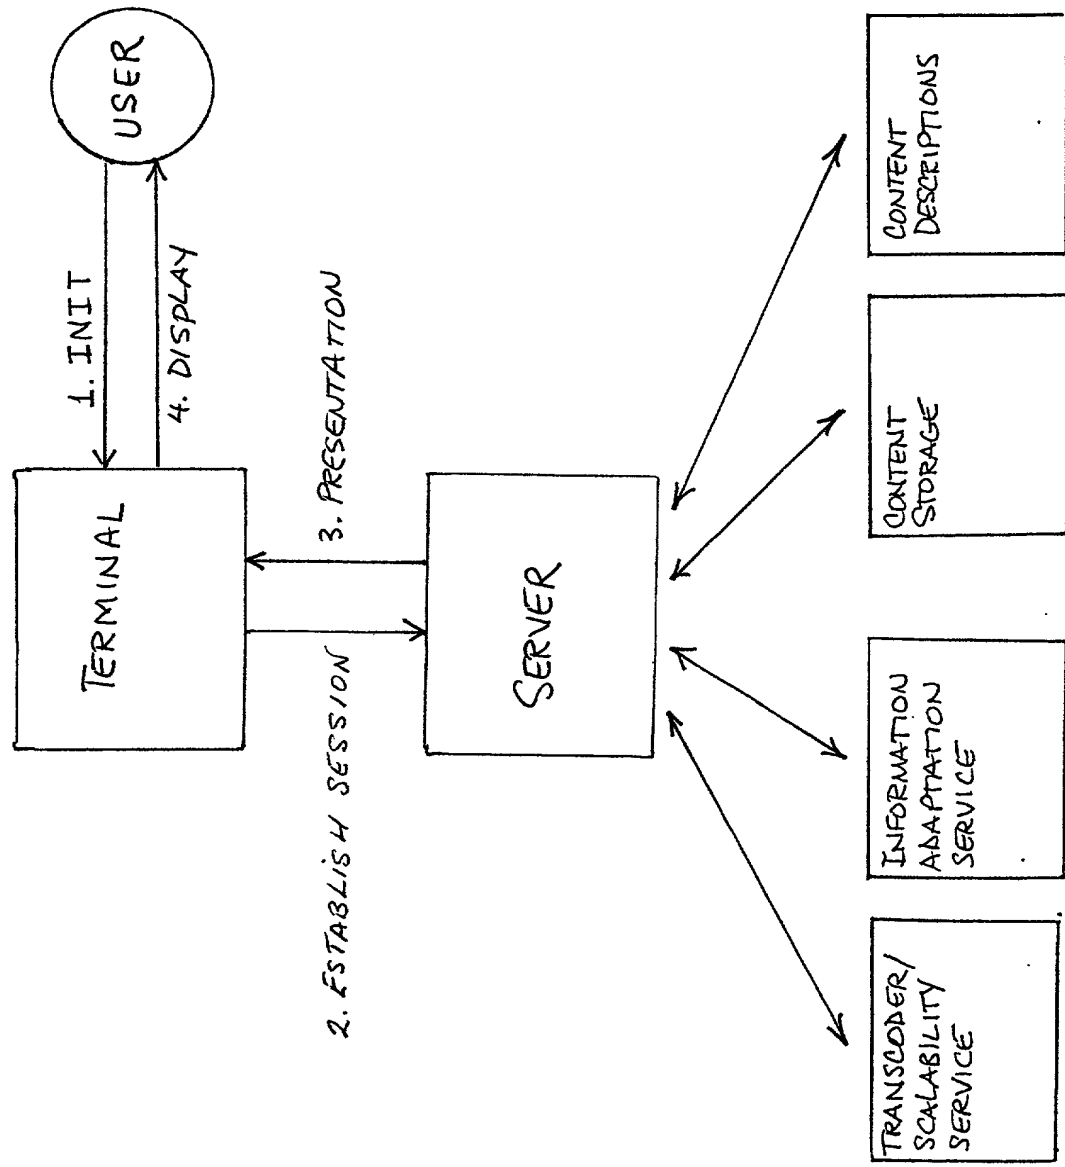 USER
1. INIT
4. DISPLAY
TERMINAL
3. PRESENTATION
2. ESTABLISH SESSION
SERVER
CONTENT
DESCRIPTIONS
CONTENT
STORAGE
INFORMATION
ADAPTATION
SERVICE
TRANSCODER/
SCALABILITY
SERVICE